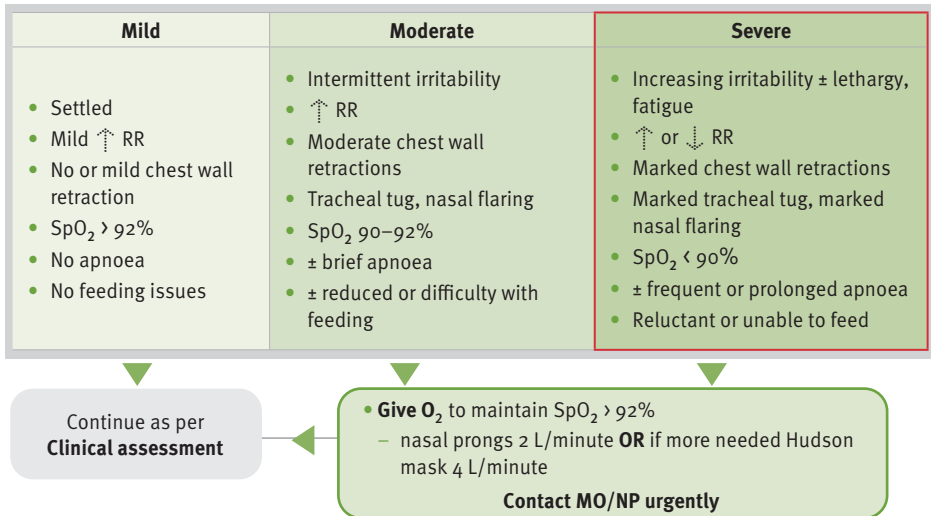 Mild
• Settled
• Mild ↑ RR
• No or mild chest wall
retraction
• SpO₂ > 92%
• No apnoea
• No feeding issues
Moderate
• Intermittent irritability
• ↑ RR
• Moderate chest wall
retractions
• Tracheal tug, nasal flaring
• SpO₂ 90–92%
• ± brief apnoea
• ± reduced or difficulty with
feeding
Severe
• Increasing irritability ± lethargy,
fatigue
• ↑ or ↓ RR
• Marked chest wall retractions
• Marked tracheal tug, marked
nasal flaring
• SpO₂ < 90%
• ± frequent or prolonged apnoea
• Reluctant or unable to feed
Continue as per
Clinical assessment
• Give O₂ to maintain SpO₂ > 92%
– nasal prongs 2 L/minute OR if more needed Hudson
mask 4 L/minute
Contact MO/NP urgently